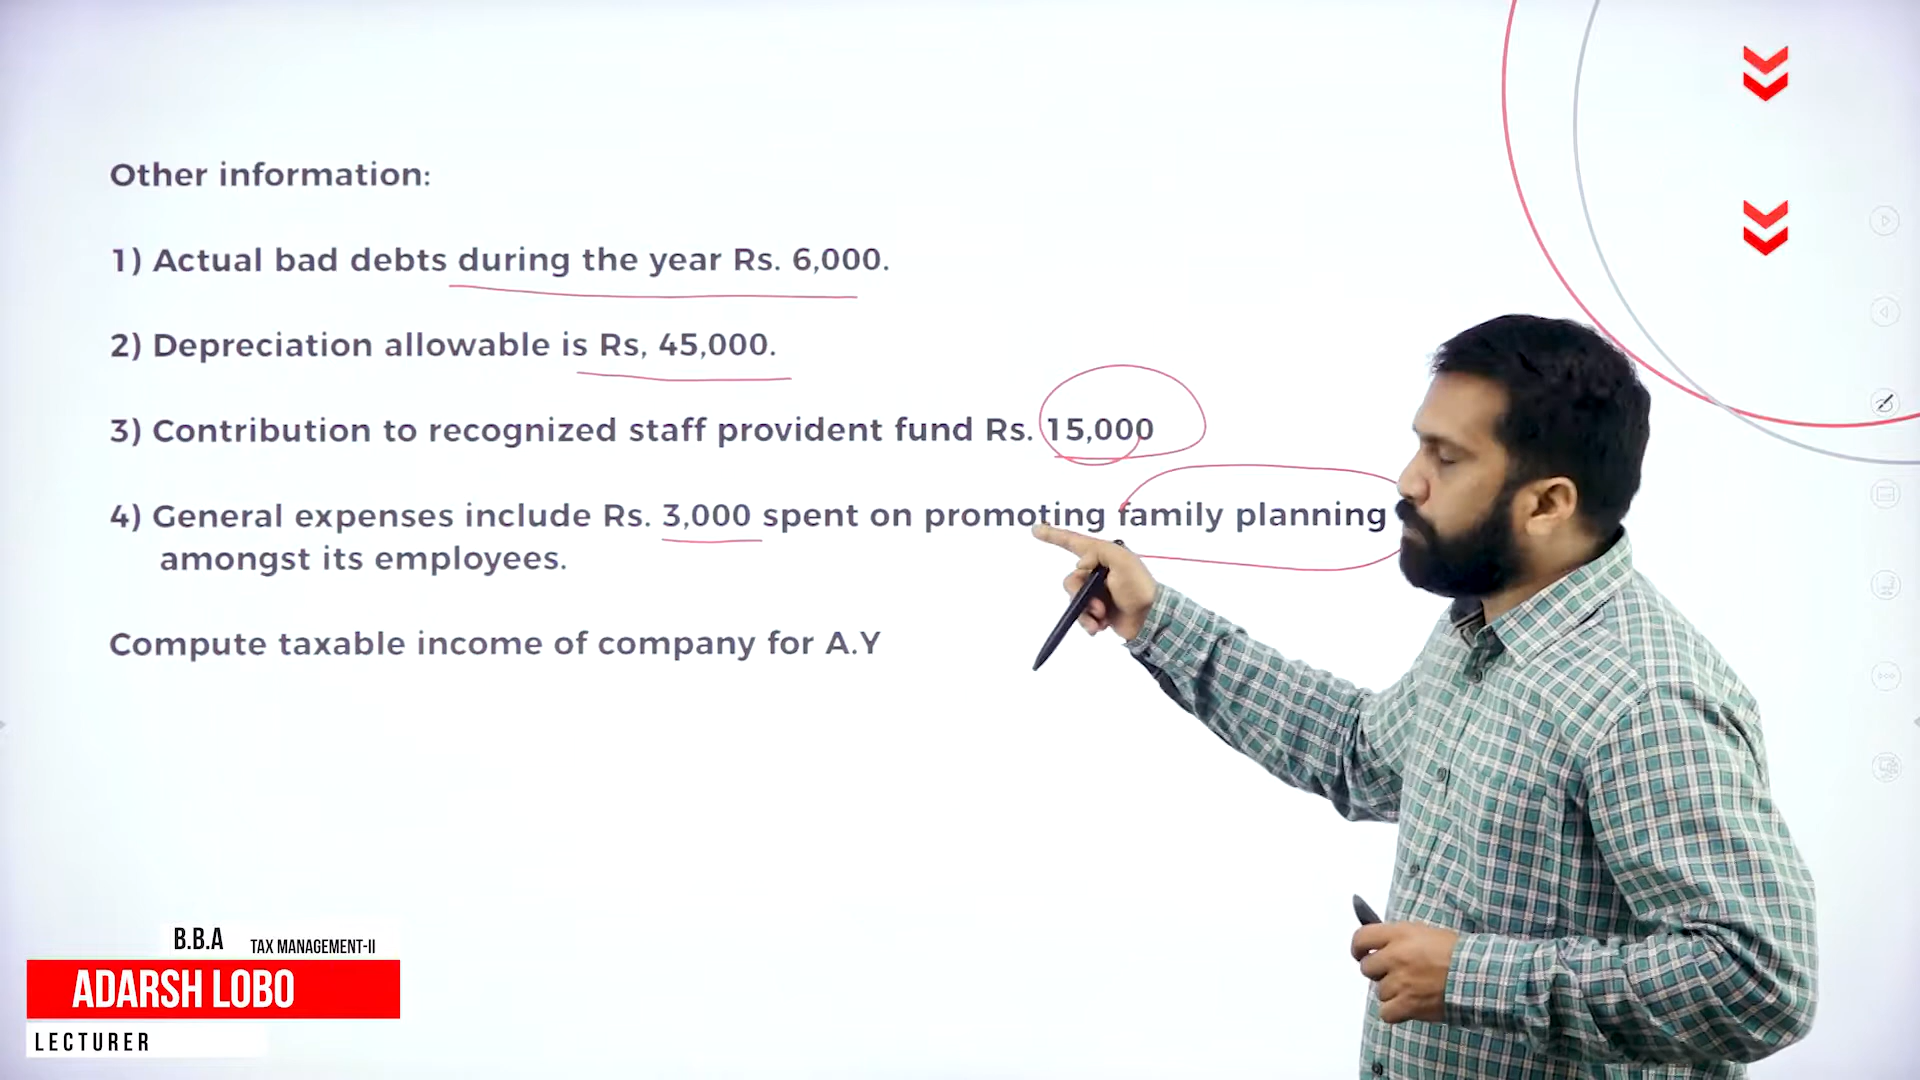 Other information:
1) Actual bad debts during the year Rs. 6,000.
2) Depreciation allowable is Rs, 45,000.
3) Contribution to recognized staff provident fund Rs. 15,000
4) General expenses include Rs. 3,000 spent on promoting family planning
amongst its employees.
Compute taxable income of company for A.Y
B.B.A TAX MANAGEMENT-II
ADARSH LOBO
LECTURER